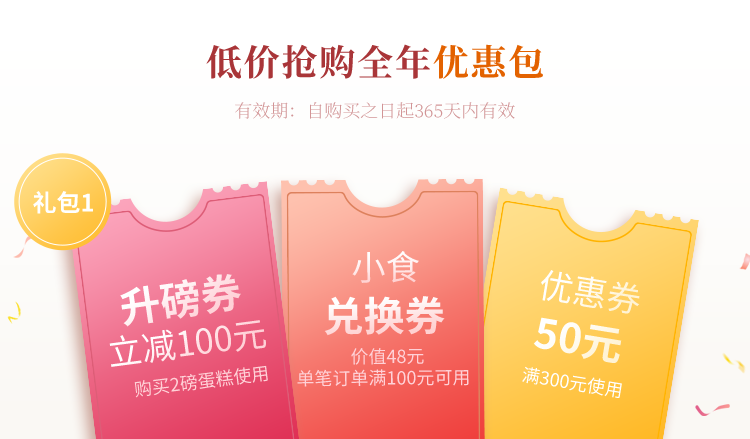 低价抢购全年优惠包
有效期：自购买之日起365天内有效
礼包1
升磅券
立减100元
购买2磅蛋糕使用
小食
兑换券
价值48元
单笔订单满100元可用
优惠券
50元
满300元使用